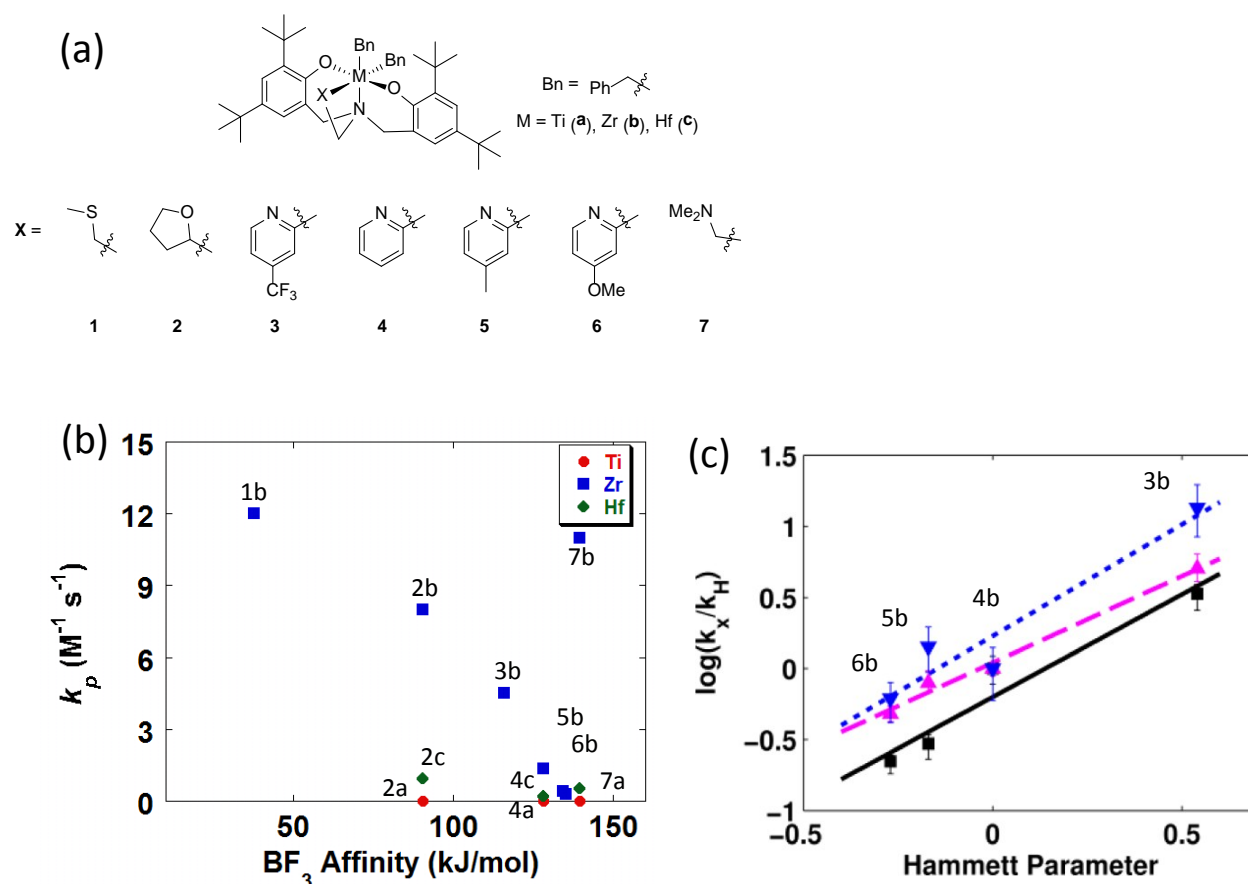 (a)
Bn
Bn
O
M
X
N
O
Bn = Ph
M = Ti (a), Zr (b), Hf (c)
X =
S
O
N
N
N
N
Me₂N
CF₃
OMe
1 2 3 4 5 6 7
(b)
15
12
9
6
3
0
kₚ (M⁻¹ s⁻¹)
Ti
Zr
Hf
1b
7b
2b
3b
5b
6b
2c
4c
7a
2a
4a
50 100 150
BF₃ Affinity (kJ/mol)
(c)
1.5
1
0.5
0
−0.5
−1
log(kₓ/k_H)
3b
4b
5b
6b
−0.5 0 0.5
Hammett Parameter